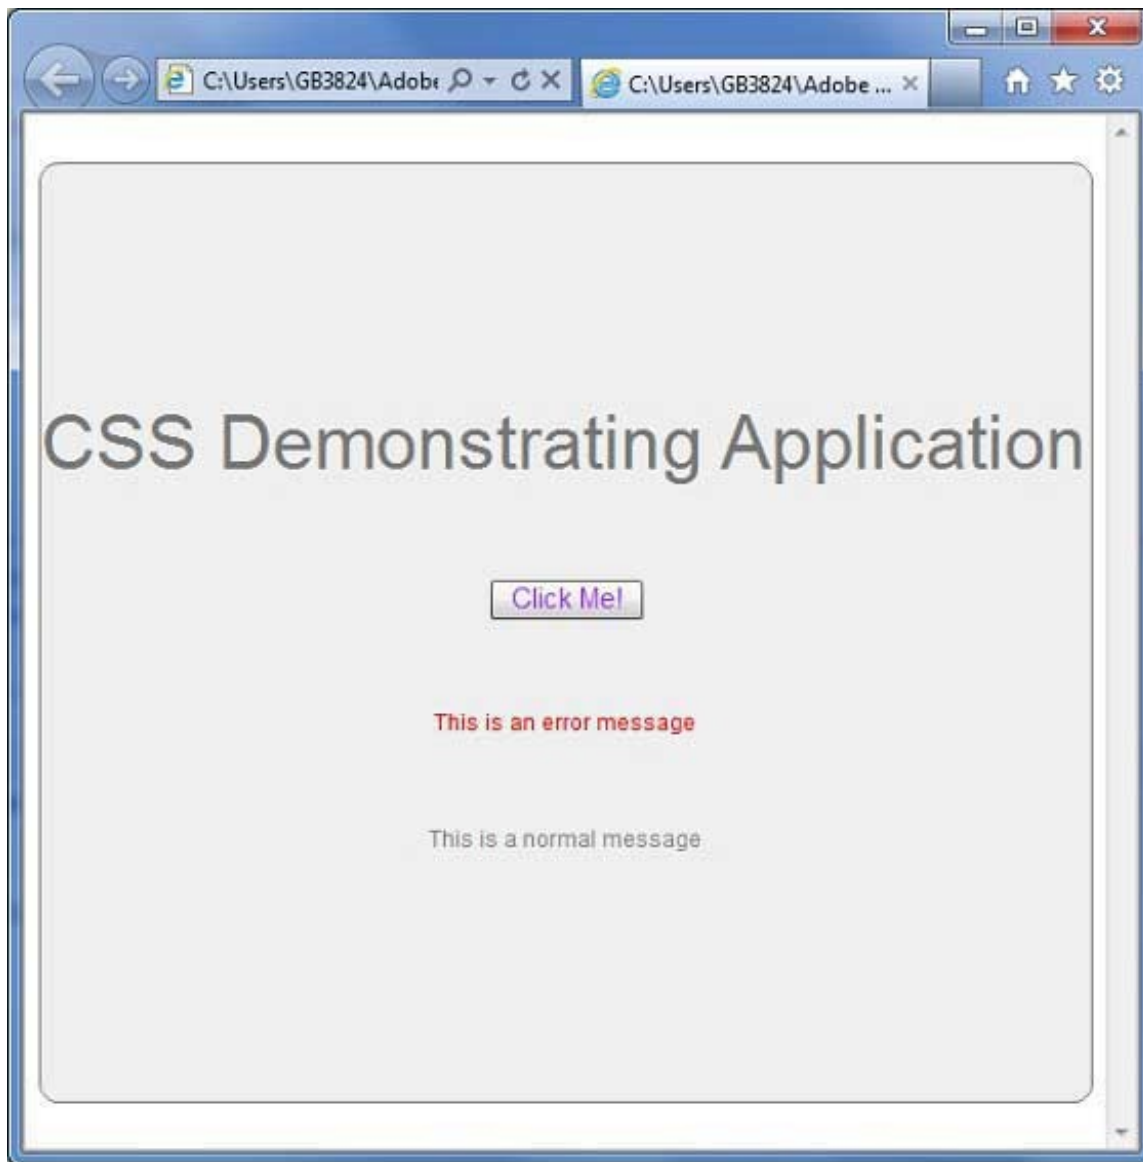 C:\Users\GB3824\Adobe
C:\Users\GB3824\Adobe ...
CSS Demonstrating Application
Click Me!
This is an error message
This is a normal message